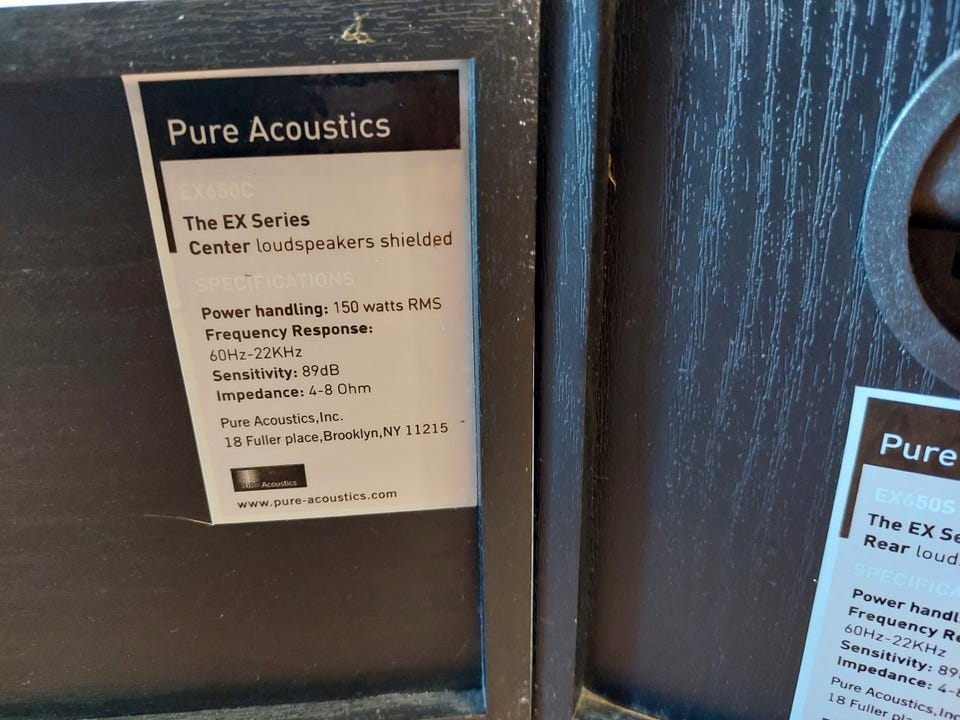 Pure Acoustics
EX650C
The EX Series
Center loudspeakers shielded
SPECIFICATIONS
Power handling: 150 watts RMS
Frequency Response:
60Hz-22KHz
Sensitivity: 89dB
Impedance: 4-8 Ohm
Pure Acoustics,Inc.
18 Fuller place,Brooklyn,NY 11215
Acoustics
www.pure-acoustics.com
Pure
EX650S
The EX Se
Rear loud
SPECIFICA
Power handl
Frequency Re
60Hz-22KHz
Sensitivity: 89
Impedance: 4-8
Pure Acoustics,Inc
18 Fuller pla